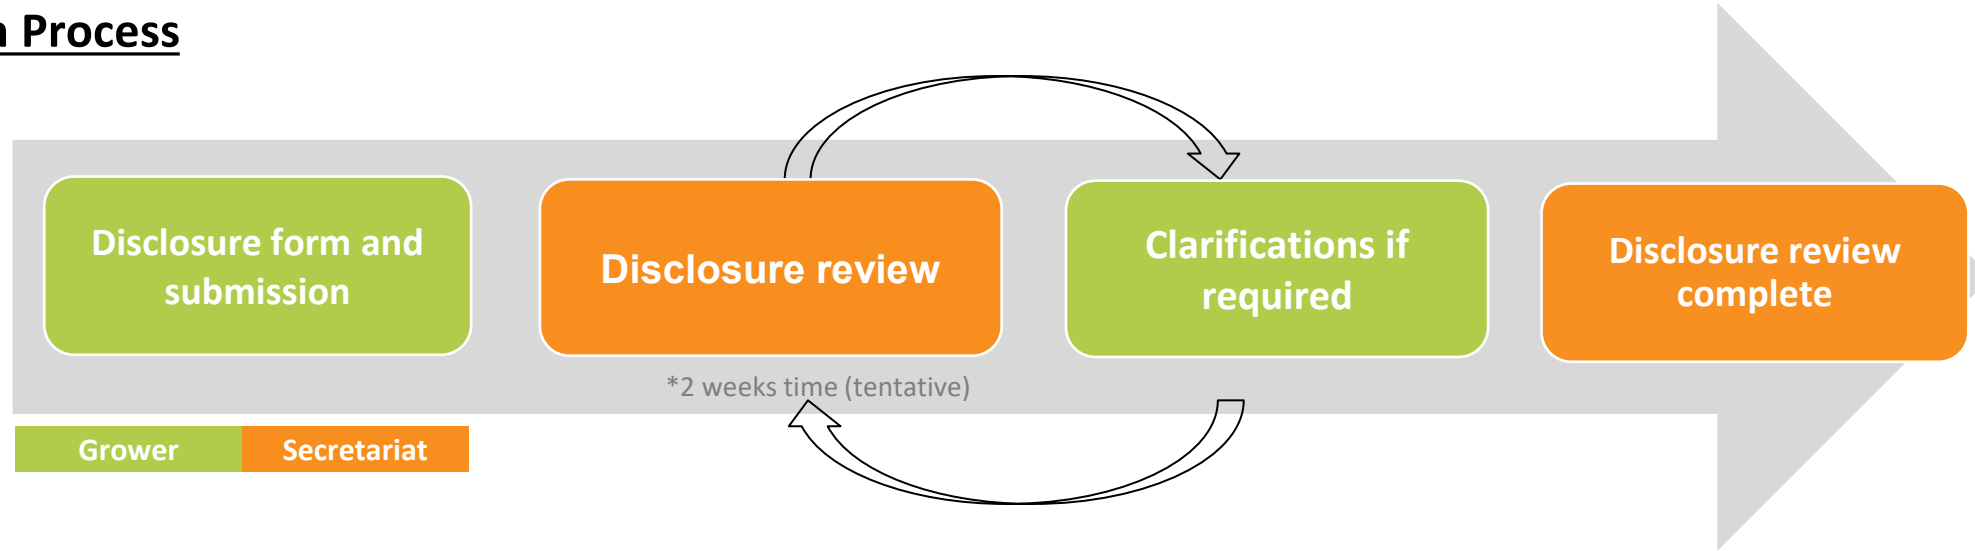 n Process
Disclosure form and
submission
Disclosure review
Clarifications if
required
Disclosure review
complete
*2 weeks time (tentative)
Grower
Secretariat